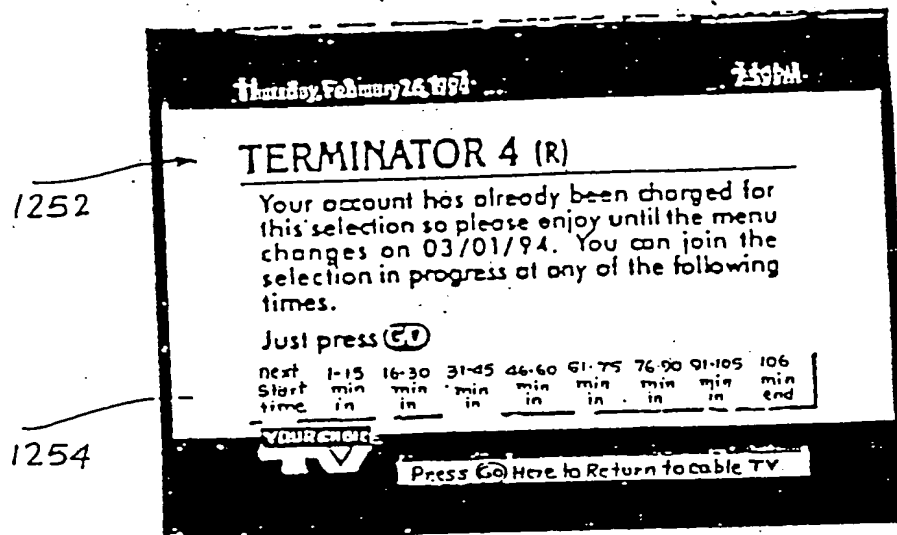 TERMINATOR 4 (R)
1252
Your account has already been charged for
this selection so please enjoy until the menu
changes on 03/01/94. You can join the
selection in progress at any of the following
times.
Just press GO
next 1-15 16-30 31-45 46-60 61-75 76-90 91-105 106
start min min min min min min min min
time in in in in in in in end
1254
YOUR CHOICE
TV
Press Go Here to Return to cable TV